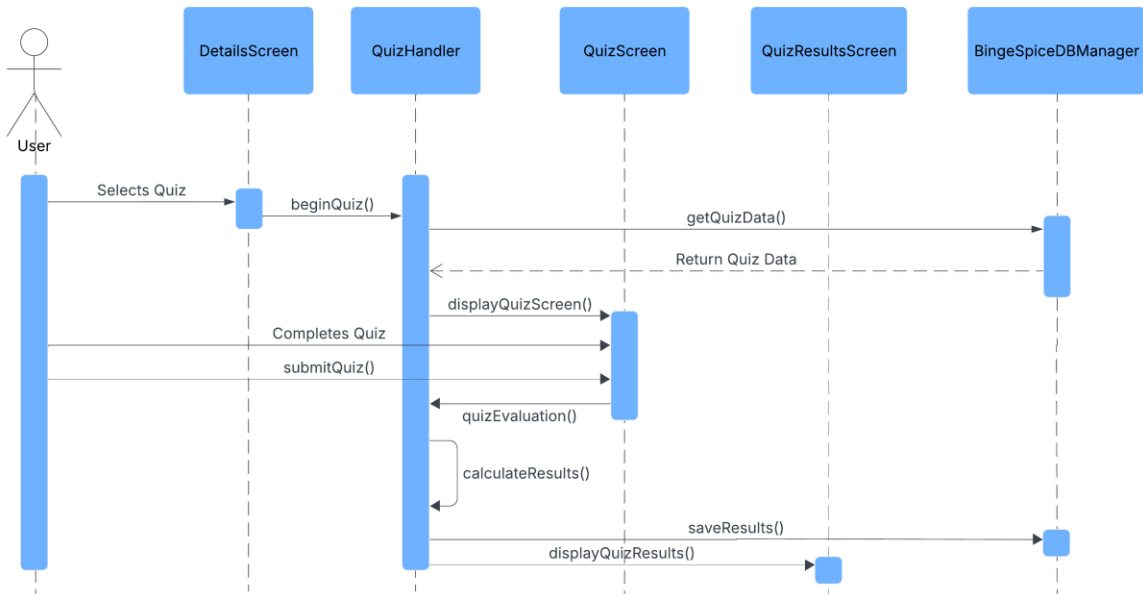 DetailsScreen
QuizHandler
QuizScreen
QuizResultsScreen
BingeSpiceDBManager
User
Selects Quiz
beginQuiz()
getQuizData()
Return Quiz Data
displayQuizScreen()
Completes Quiz
submitQuiz()
quizEvaluation()
calculateResults()
saveResults()
displayQuizResults()